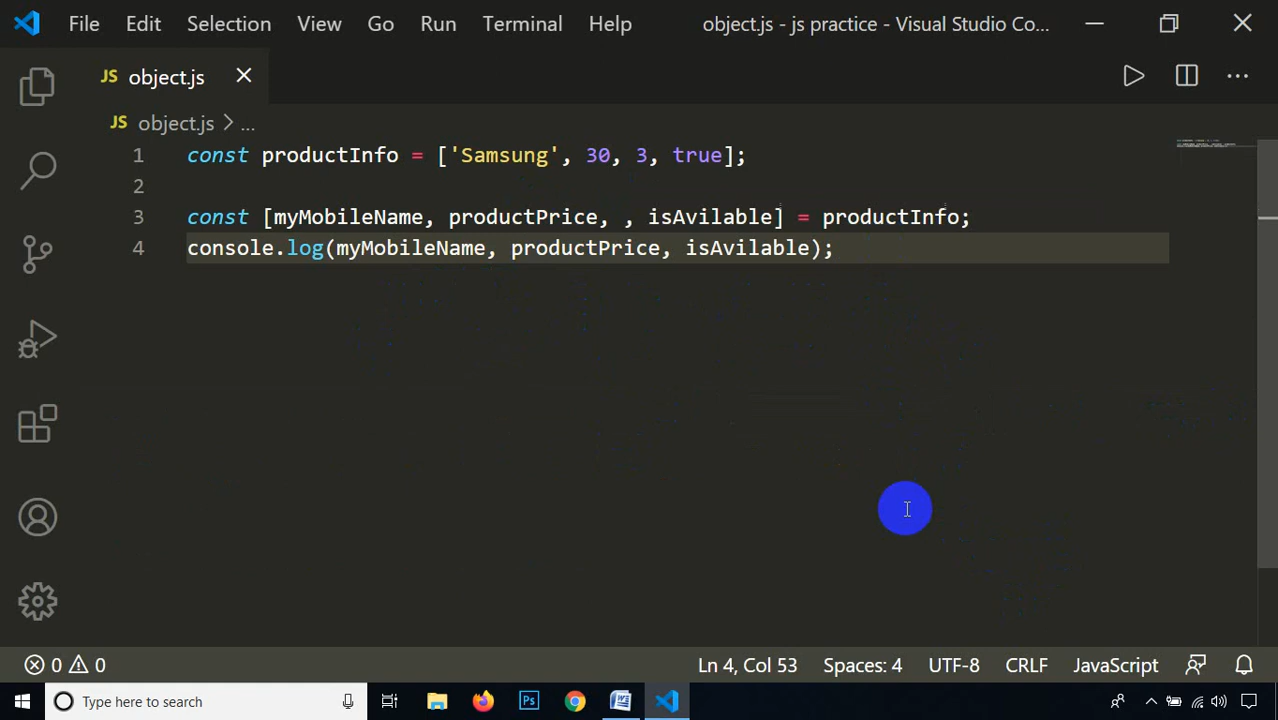 File Edit Selection View Go Run Terminal Help object.js - js practice - Visual Studio Co...
JS object.js
JS object.js > ...
1 const productInfo = ['Samsung', 30, 3, true];
2
3 const [myMobileName, productPrice, , isAvilable] = productInfo;
4 console.log(myMobileName, productPrice, isAvilable);
0 0 Ln 4, Col 53 Spaces: 4 UTF-8 CRLF JavaScript
Type here to search Ps